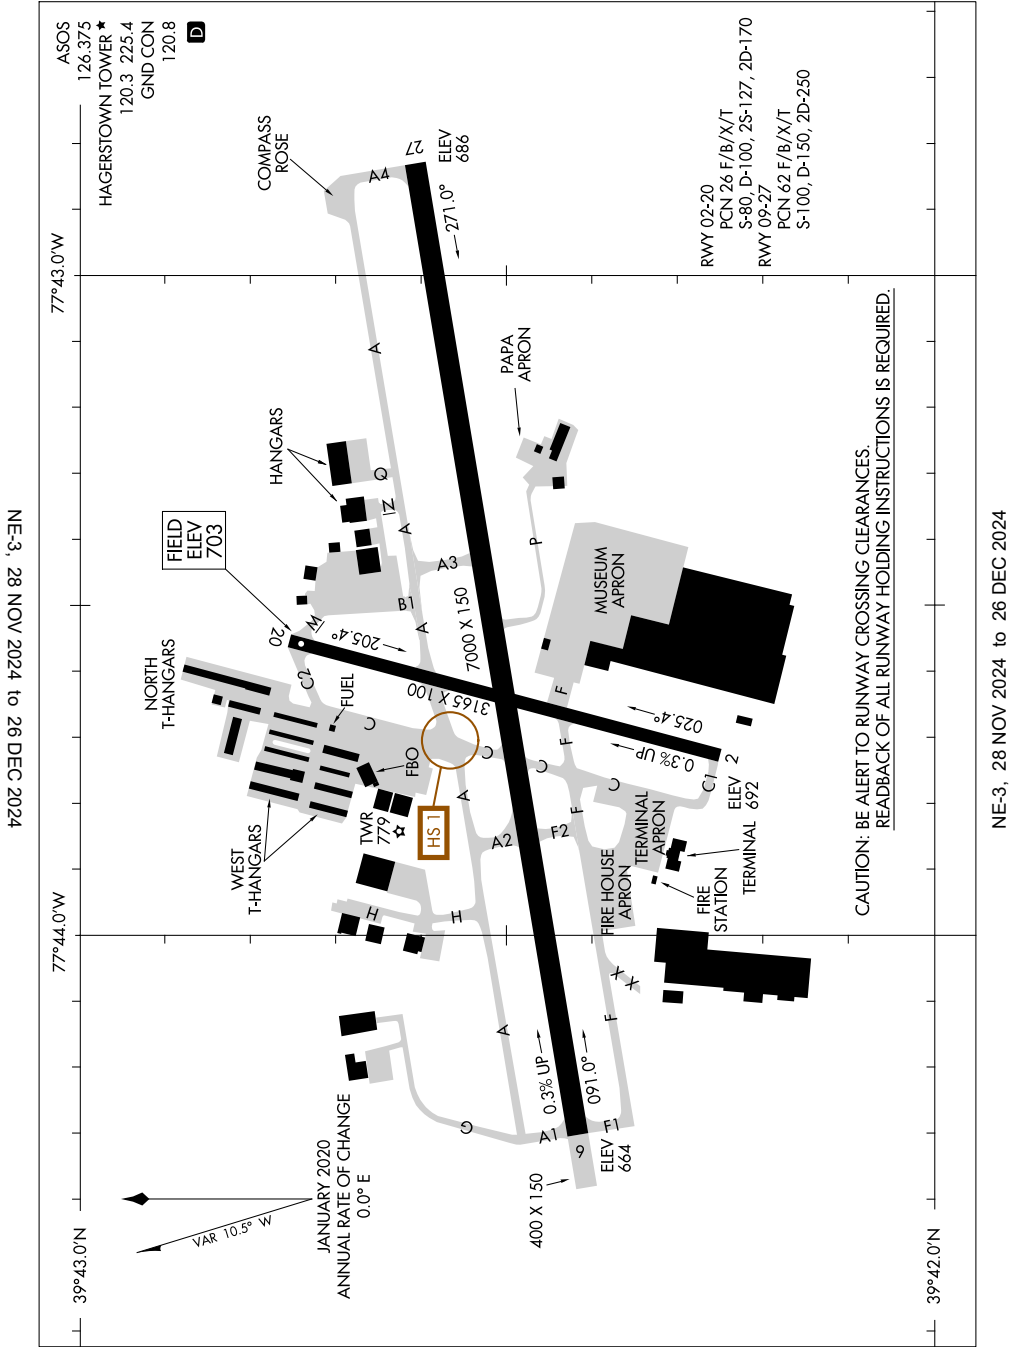 ASOS
126.375
HAGERSTOWN TOWER ★
120.3 225.4
GND CON
120.8
D
NE-3, 28 NOV 2024 to 26 DEC 2024
NE-3, 28 NOV 2024 to 26 DEC 2024
77°43.0'W
77°44.0'W
39°43.0'N
39°42.0'N
COMPASS
ROSE
A4
27
ELEV
686
271.0°
A
RWY 02-20
PCN 26 F/B/X/T
S-80, D-100, 2S-127, 2D-170
RWY 09-27
PCN 62 F/B/X/T
S-100, D-150, 2D-250
PAPA
APRON
HANGARS
Q
N
A
A3
P
FIELD
ELEV
703
B1
M
20
205.4°
A
7000 X 150
MUSEUM
APRON
NORTH
T-HANGARS
C2
FUEL
C
3165 X 100
F
025.4°
0.3% UP
2
C
C
F
C
C1
ELEV
692
FBO
HS 1
A
TWR
779
A2
F2
F
TERMINAL
APRON
TERMINAL
WEST
T-HANGARS
FIRE HOUSE
APRON
FIRE
STATION
H
H
X
X
A
F
0.3% UP
091.0°
G
A1
F1
9
ELEV
664
400 X 150
JANUARY 2020
ANNUAL RATE OF CHANGE
0.0° E
VAR 10.5° W
CAUTION: BE ALERT TO RUNWAY CROSSING CLEARANCES.
READBACK OF ALL RUNWAY HOLDING INSTRUCTIONS IS REQUIRED.